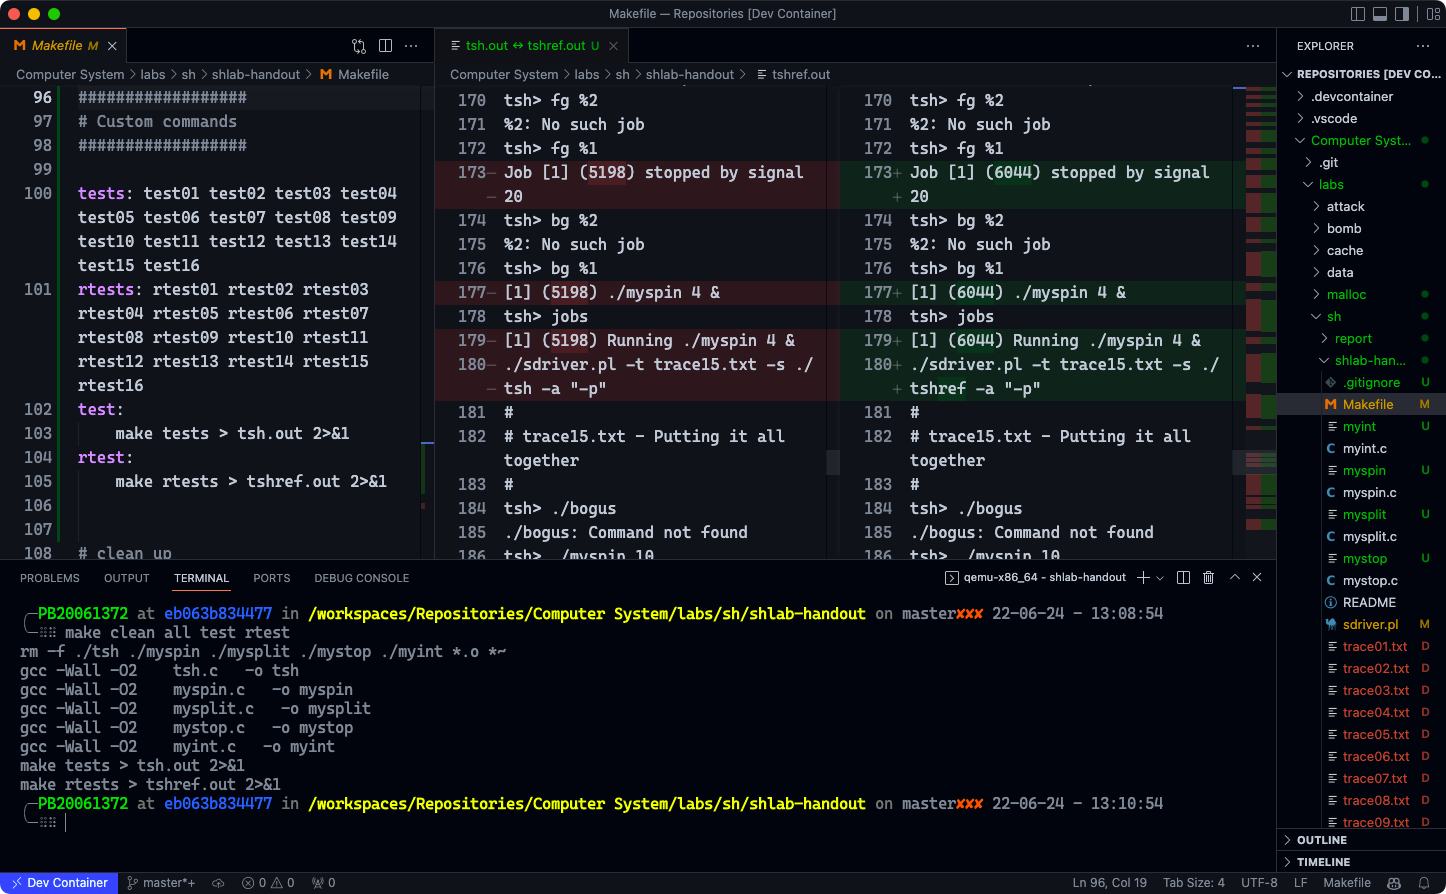 Makefile — Repositories [Dev Container]
Makefile M
Computer System > labs > sh > shlab-handout > Makefile
96 ##################
97 # Custom commands
98 ##################
99
100 tests: test01 test02 test03 test04
test05 test06 test07 test08 test09
test10 test11 test12 test13 test14
test15 test16
101 rtests: rtest01 rtest02 rtest03
rtest04 rtest05 rtest06 rtest07
rtest08 rtest09 rtest10 rtest11
rtest12 rtest13 rtest14 rtest15
rtest16
102 test:
103 make tests > tsh.out 2>&1
104 rtest:
105 make rtests > tshref.out 2>&1
106
107
108 # clean up
tsh.out ↔ tshref.out U
Computer System > labs > sh > shlab-handout > tshref.out
170 tsh> fg %2
171 %2: No such job
172 tsh> fg %1
173− Job [1] (5198) stopped by signal
− 20
174 tsh> bg %2
175 %2: No such job
176 tsh> bg %1
177− [1] (5198) ./myspin 4 &
178 tsh> jobs
179− [1] (5198) Running ./myspin 4 &
180− ./sdriver.pl -t trace15.txt -s ./
− tsh -a "-p"
181 #
182 # trace15.txt - Putting it all
together
183 #
184 tsh> ./bogus
185 ./bogus: Command not found
186 tsh> ./myspin 10
170 tsh> fg %2
171 %2: No such job
172 tsh> fg %1
173+ Job [1] (6044) stopped by signal
+ 20
174 tsh> bg %2
175 %2: No such job
176 tsh> bg %1
177+ [1] (6044) ./myspin 4 &
178 tsh> jobs
179+ [1] (6044) Running ./myspin 4 &
180+ ./sdriver.pl -t trace15.txt -s ./
+ tshref -a "-p"
181 #
182 # trace15.txt - Putting it all
together
183 #
184 tsh> ./bogus
185 ./bogus: Command not found
186 tsh> ./myspin 10
EXPLORER
REPOSITORIES [DEV CO...
.devcontainer
.vscode
Computer Syst...
.git
labs
attack
bomb
cache
data
malloc
sh
report
shlab-han...
.gitignore U
Makefile M
myint U
myint.c
myspin U
myspin.c
mysplit U
mysplit.c
mystop U
mystop.c
README
sdriver.pl M
trace01.txt D
trace02.txt D
trace03.txt D
trace04.txt D
trace05.txt D
trace06.txt D
trace07.txt D
trace08.txt D
trace09.txt D
OUTLINE
TIMELINE
PROBLEMS OUTPUT TERMINAL PORTS DEBUG CONSOLE
qemu-x86_64 - shlab-handout
PB20061372 at eb063b834477 in /workspaces/Repositories/Computer System/labs/sh/shlab-handout on master✘✘✘ 22-06-24 - 13:08:54
make clean all test rtest
rm -f ./tsh ./myspin ./mysplit ./mystop ./myint *.o *~
gcc -Wall -O2 tsh.c -o tsh
gcc -Wall -O2 myspin.c -o myspin
gcc -Wall -O2 mysplit.c -o mysplit
gcc -Wall -O2 mystop.c -o mystop
gcc -Wall -O2 myint.c -o myint
make tests > tsh.out 2>&1
make rtests > tshref.out 2>&1
PB20061372 at eb063b834477 in /workspaces/Repositories/Computer System/labs/sh/shlab-handout on master✘✘✘ 22-06-24 - 13:10:54
Dev Container master*+ 0 0 0 Ln 96, Col 19 Tab Size: 4 UTF-8 LF Makefile